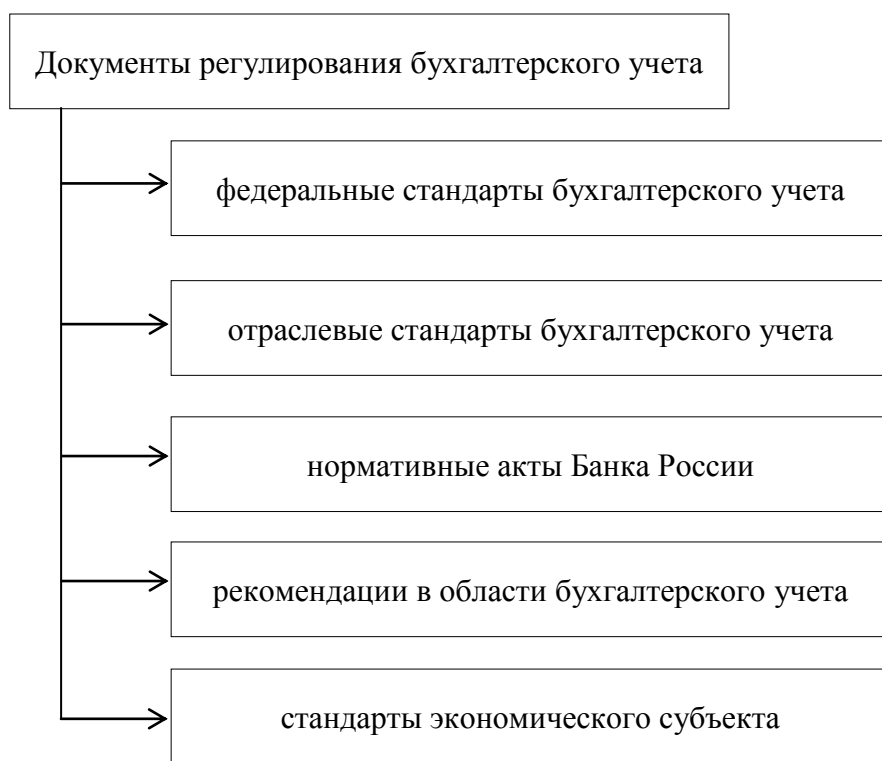 Документы регулирования бухгалтерского учета
федеральные стандарты бухгалтерского учета
отраслевые стандарты бухгалтерского учета
нормативные акты Банка России
рекомендации в области бухгалтерского учета
стандарты экономического субъекта